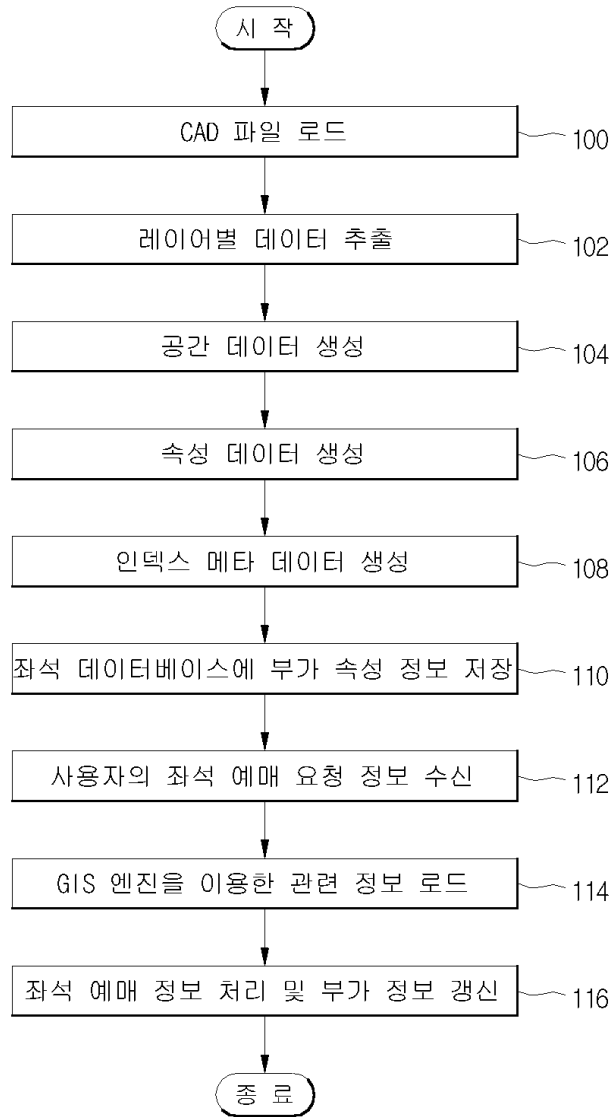 시 작
CAD 파일 로드
100
레이어별 데이터 추출
102
공간 데이터 생성
104
속성 데이터 생성
106
인덱스 메타 데이터 생성
108
좌석 데이터베이스에 부가 속성 정보 저장
110
사용자의 좌석 예매 요청 정보 수신
112
GIS 엔진을 이용한 관련 정보 로드
114
좌석 예매 정보 처리 및 부가 정보 갱신
116
종 료